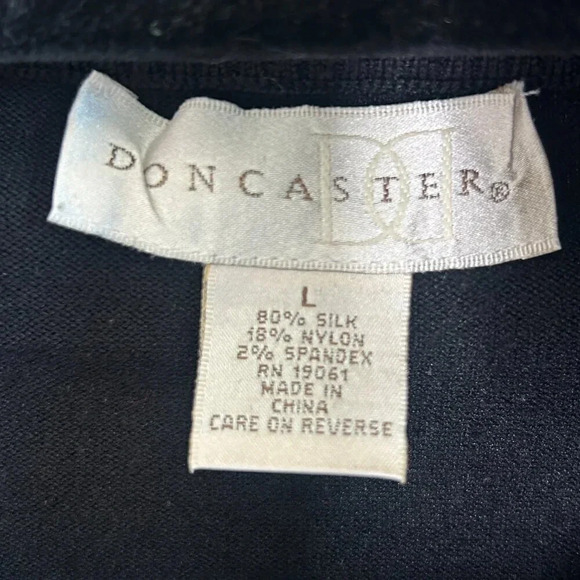 DONCASTER®
L
80% SILK
18% NYLON
2% SPANDEX
RN 19061
MADE IN
CHINA
CARE ON REVERSE